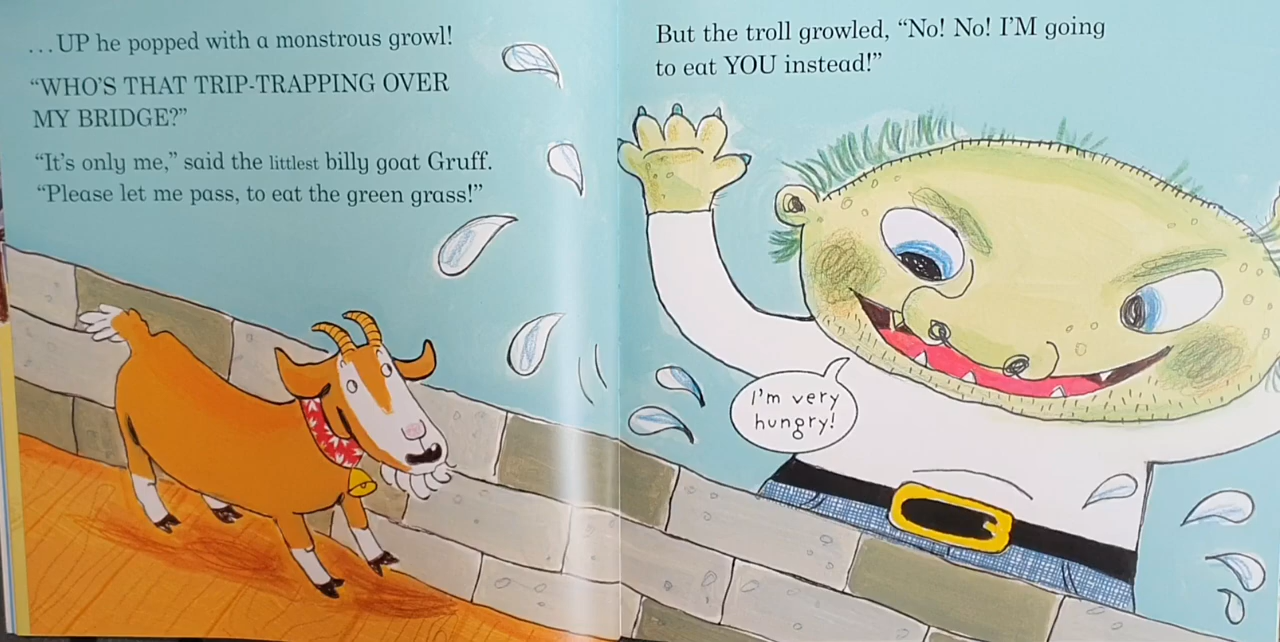 ...UP he popped with a monstrous growl!
“WHO’S THAT TRIP-TRAPPING OVER
MY BRIDGE?”
“It’s only me,” said the littlest billy goat Gruff.
“Please let me pass, to eat the green grass!”
But the troll growled, “No! No! I’M going
to eat YOU instead!”
I’m very
hungry!